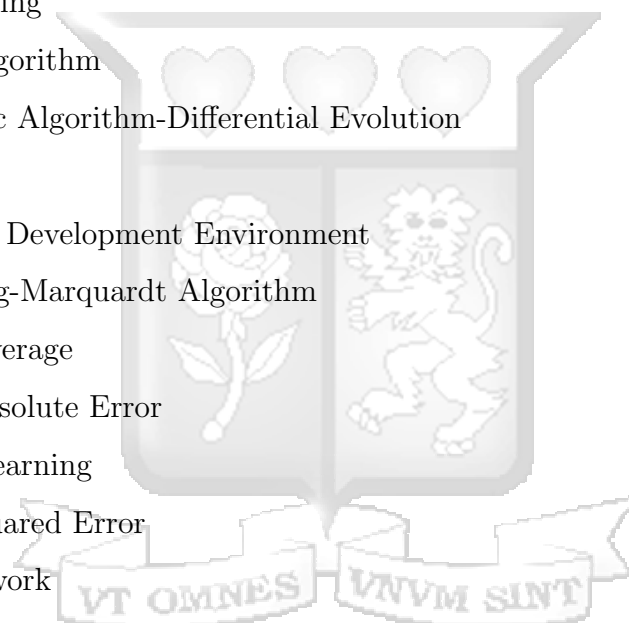 ing
gorithm
c Algorithm-Differential Evolution
Development Environment
g-Marquardt Algorithm
verage
solute Error
earning
uared Error
work
VT OMNES VNVM SINT